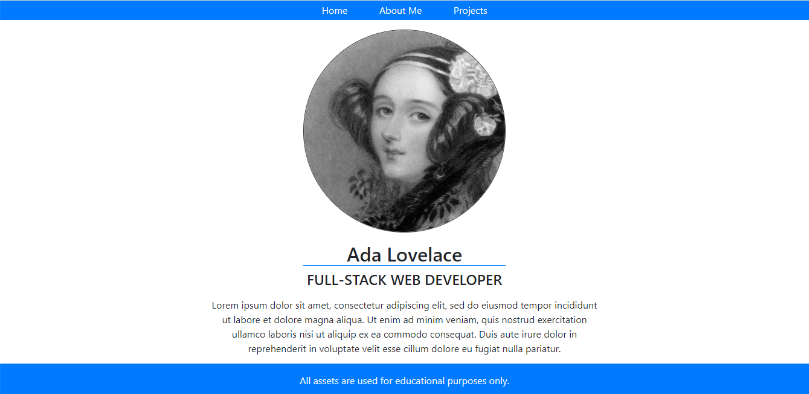 Home About Me Projects
Ada Lovelace
FULL-STACK WEB DEVELOPER
Lorem ipsum dolor sit amet, consectetur adipiscing elit, sed do eiusmod tempor incididunt
ut labore et dolore magna aliqua. Ut enim ad minim veniam, quis nostrud exercitation
ullamco laboris nisi ut aliquip ex ea commodo consequat. Duis aute irure dolor in
reprehenderit in voluptate velit esse cillum dolore eu fugiat nulla pariatur.
All assets are used for educational purposes only.